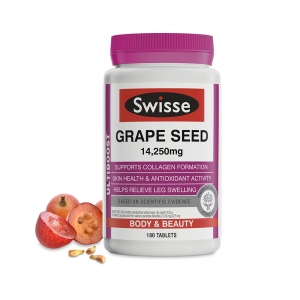 Swisse
ULTIBOOST
GRAPE SEED
14,250mg
SUPPORTS COLLAGEN FORMATION
SKIN HEALTH & ANTIOXIDANT ACTIVITY
HELPS RELIEVE LEG SWELLING
BASED ON SCIENTIFIC EVIDENCE
BODY & BEAUTY
180 TABLETS